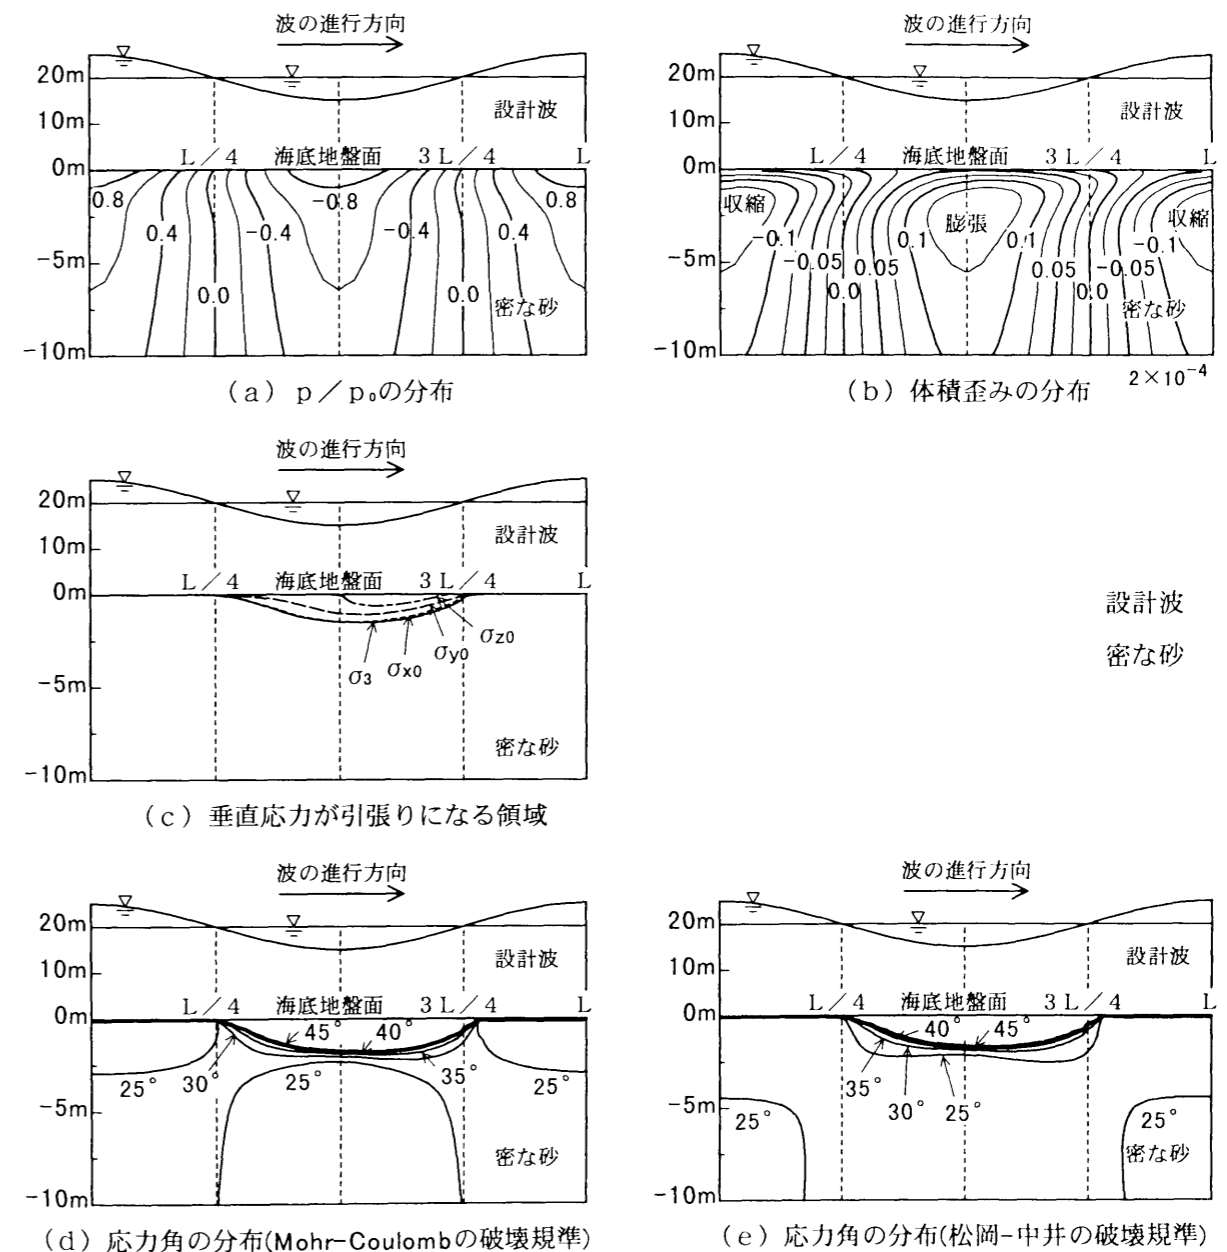 波の進行方向
20m
10m
0m
-5m
-10m
設計波
L/4 海底地盤面 3L/4 L
0.8 -0.8 0.8
0.4 -0.4 -0.4 0.4
0.0 0.0
密な砂
(a) p/p₀の分布
波の進行方向
20m
10m
0m
-5m
-10m
設計波
L/4 海底地盤面 3L/4 L
収縮 膨張 収縮
-0.1 0.1 0.1 -0.1
-0.05 0.05 0.05 -0.05
0.0 0.0
密な砂
2×10⁻⁴
(b) 体積歪みの分布
波の進行方向
20m
10m
0m
-5m
-10m
設計波
L/4 海底地盤面 3L/4 L
σ3 σx0 σy0 σz0
密な砂
(c) 垂直応力が引張りになる領域
設計波
密な砂
波の進行方向
20m
10m
0m
-5m
-10m
設計波
L/4 海底地盤面 3L/4 L
45° 40°
25° 30° 25° 35° 25°
密な砂
(d) 応力角の分布(Mohr-Coulombの破壊規準)
波の進行方向
20m
10m
0m
-5m
-10m
設計波
L/4 海底地盤面 3L/4 L
40° 45°
35° 30° 25°
25° 25°
密な砂
(e) 応力角の分布(松岡-中井の破壊規準)